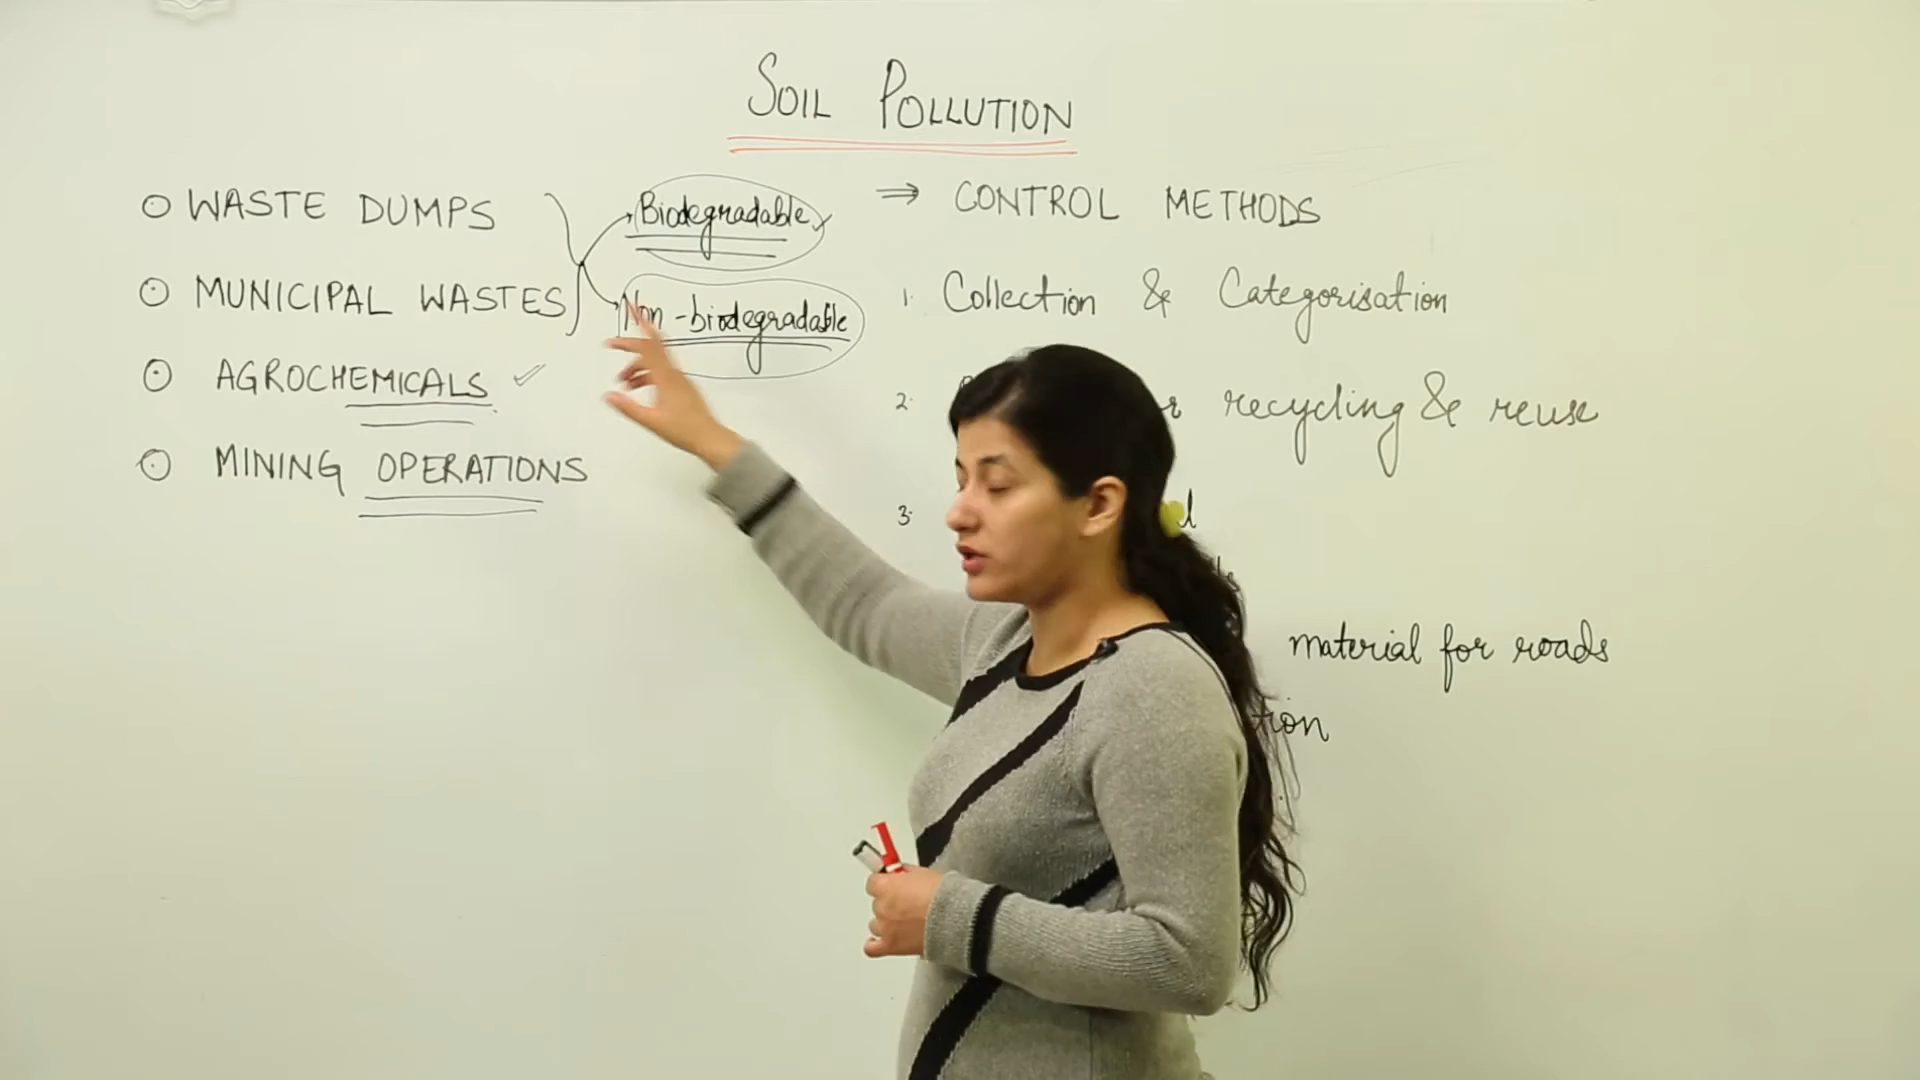 SOIL POLLUTION
WASTE DUMPS
MUNICIPAL WASTES
AGROCHEMICALS
MINING OPERATIONS
Biodegradable
Non-biodegradable
⇒ CONTROL METHODS
1. Collection & Categorisation
2. recycling & reuse
3.
material for roads